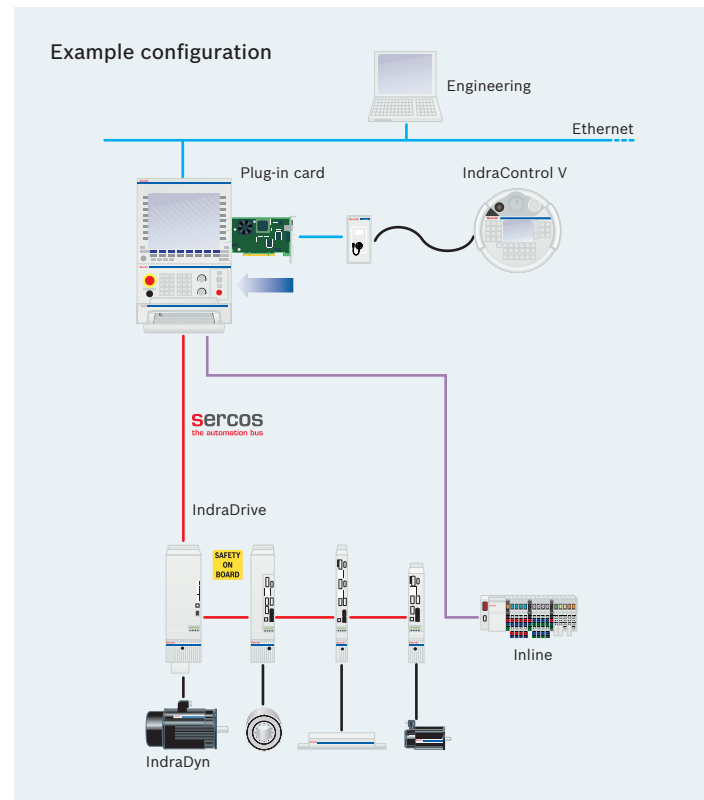 Example configuration
Engineering
Ethernet
Plug-in card
IndraControl V
sercos
the automation bus
IndraDrive
SAFETY
ON
BOARD
Inline
IndraDyn